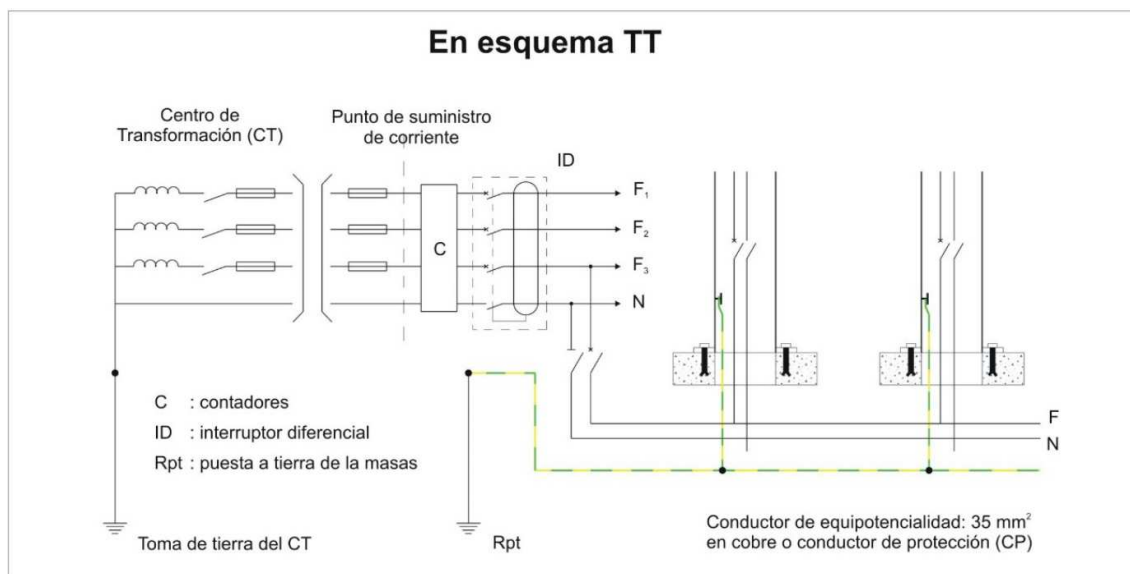 En esquema TT
Centro de
Transformación (CT)
Punto de suministro
de corriente
ID
F₁
F₂
F₃
N
C
C : contadores
ID : interruptor diferencial
Rpt : puesta a tierra de la masas
F
N
Toma de tierra del CT
Rpt
Conductor de equipotencialidad: 35 mm²
en cobre o conductor de protección (CP)